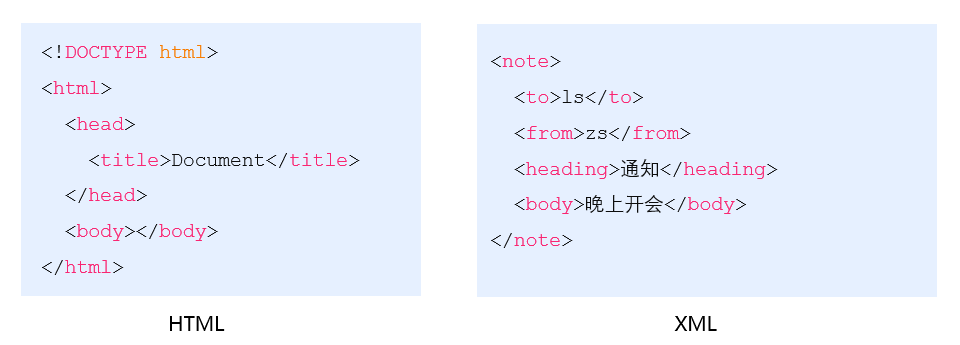 <!DOCTYPE html>
<html>
  <head>
    <title>Document</title>
  </head>
  <body></body>
</html>
HTML
<note>
  <to>ls</to>
  <from>zs</from>
  <heading>通知</heading>
  <body>晚上开会</body>
</note>
XML